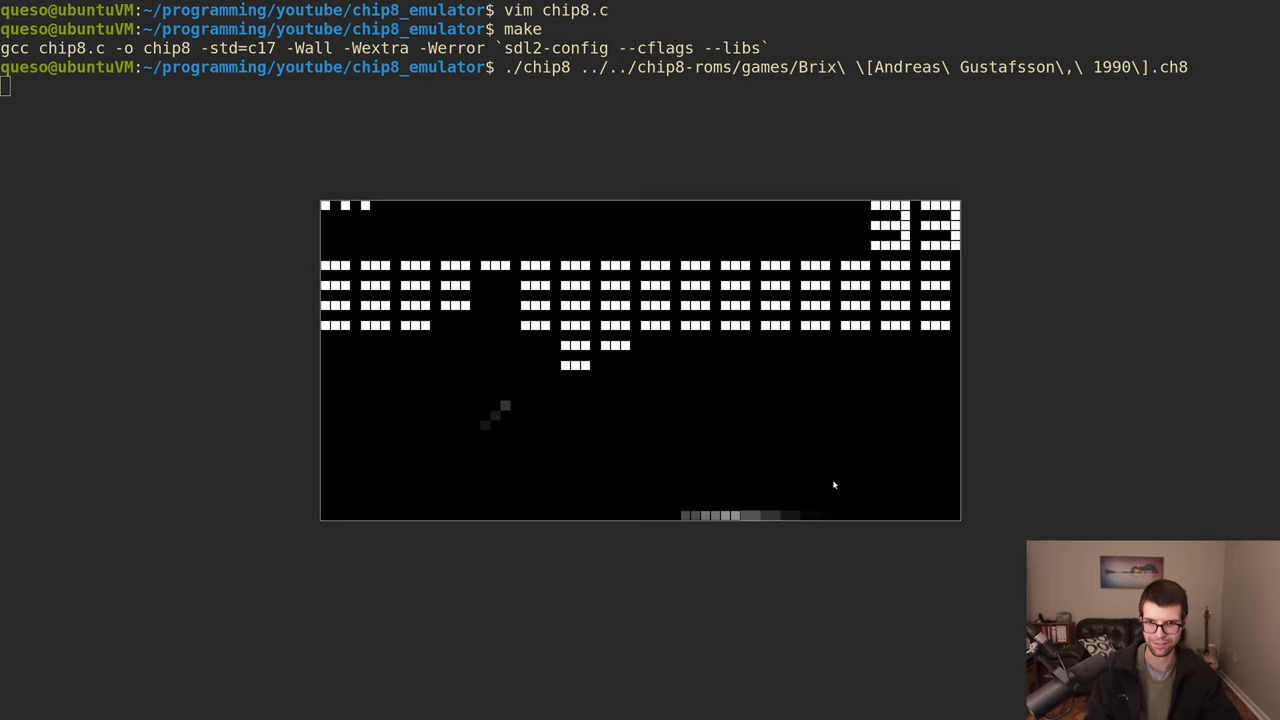 queso@ubuntuVM:~/programming/youtube/chip8_emulator$ vim chip8.c
queso@ubuntuVM:~/programming/youtube/chip8_emulator$ make
gcc chip8.c -o chip8 -std=c17 -Wall -Wextra -Werror `sdl2-config --cflags --libs`
queso@ubuntuVM:~/programming/youtube/chip8_emulator$ ./chip8 ../../chip8-roms/games/Brix\ \[Andreas\ Gustafsson\,\ 1990\].ch8
33